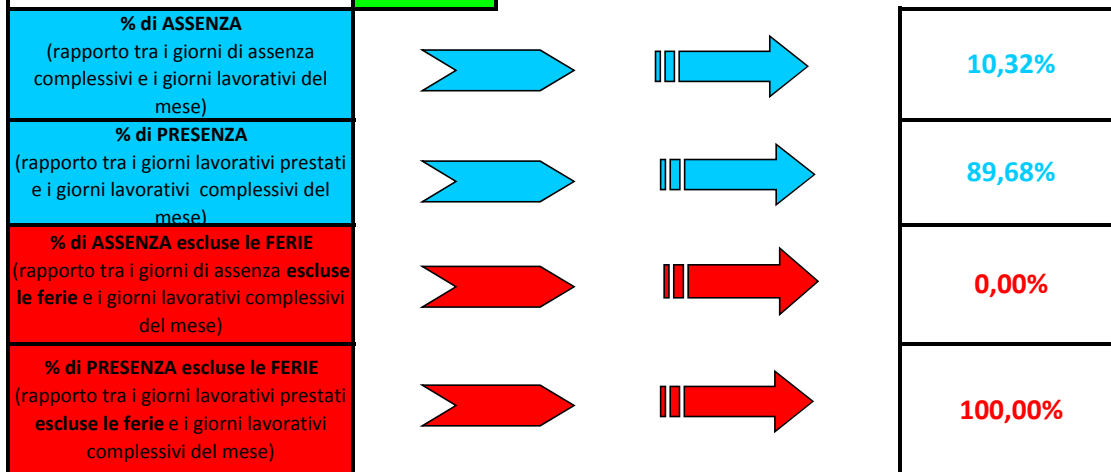 % di ASSENZA
(rapporto tra i giorni di assenza
complessivi e i giorni lavorativi del
mese)
10,32%
% di PRESENZA
(rapporto tra i giorni lavorativi prestati
e i giorni lavorativi complessivi del
mese)
89,68%
% di ASSENZA escluse le FERIE
(rapporto tra i giorni di assenza escluse
le ferie e i giorni lavorativi complessivi
del mese)
0,00%
% di PRESENZA escluse le FERIE
(rapporto tra i giorni lavorativi prestati
escluse le ferie e i giorni lavorativi
complessivi del mese)
100,00%